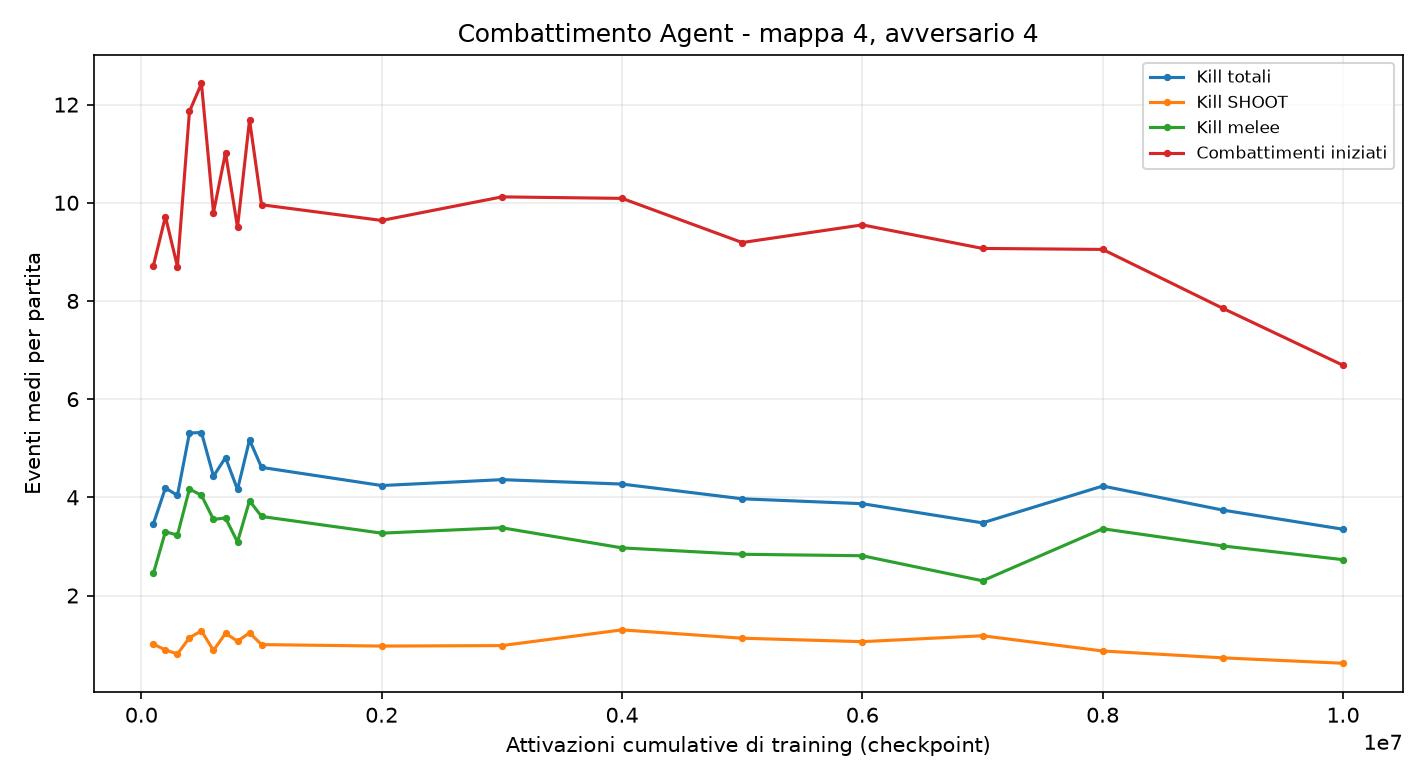 Combattimento Agent - mappa 4, avversario 4
Kill totali
Kill SHOOT
Kill melee
Combattimenti iniziati
Eventi medi per partita
12
10
8
6
4
2
0.0 0.2 0.4 0.6 0.8 1.0
1e7
Attivazioni cumulative di training (checkpoint)